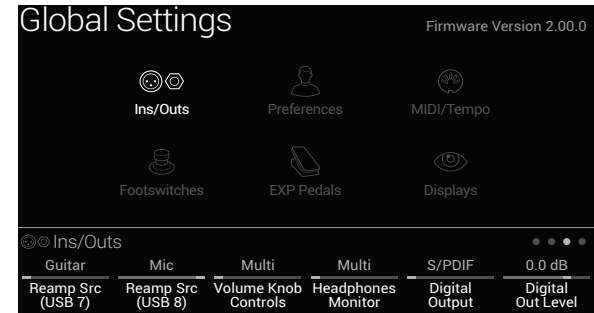 Global Settings
Firmware Version 2.00.0
Ins/Outs Preferences MIDI/Tempo
Footswitches EXP Pedals Displays
Ins/Outs
Guitar Mic Multi Multi S/PDIF 0.0 dB
Reamp Src Reamp Src Volume Knob Headphones Digital Digital
(USB 7) (USB 8) Controls Monitor Output Out Level